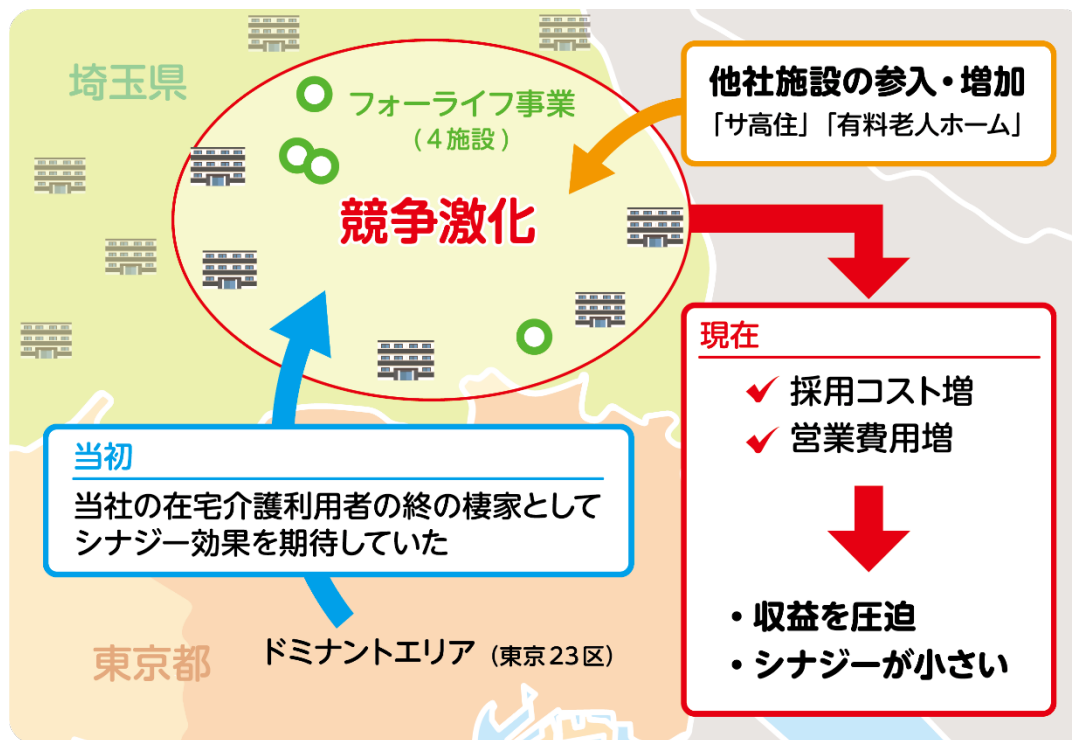 埼玉県
フォーライフ事業
(4施設)
競争激化
他社施設の参入・増加
「サ高住」「有料老人ホーム」
当初
当社の在宅介護利用者の終の棲家として
シナジー効果を期待していた
東京都
ドミナントエリア (東京23区)
現在
採用コスト増
営業費用増
・収益を圧迫
・シナジーが小さい